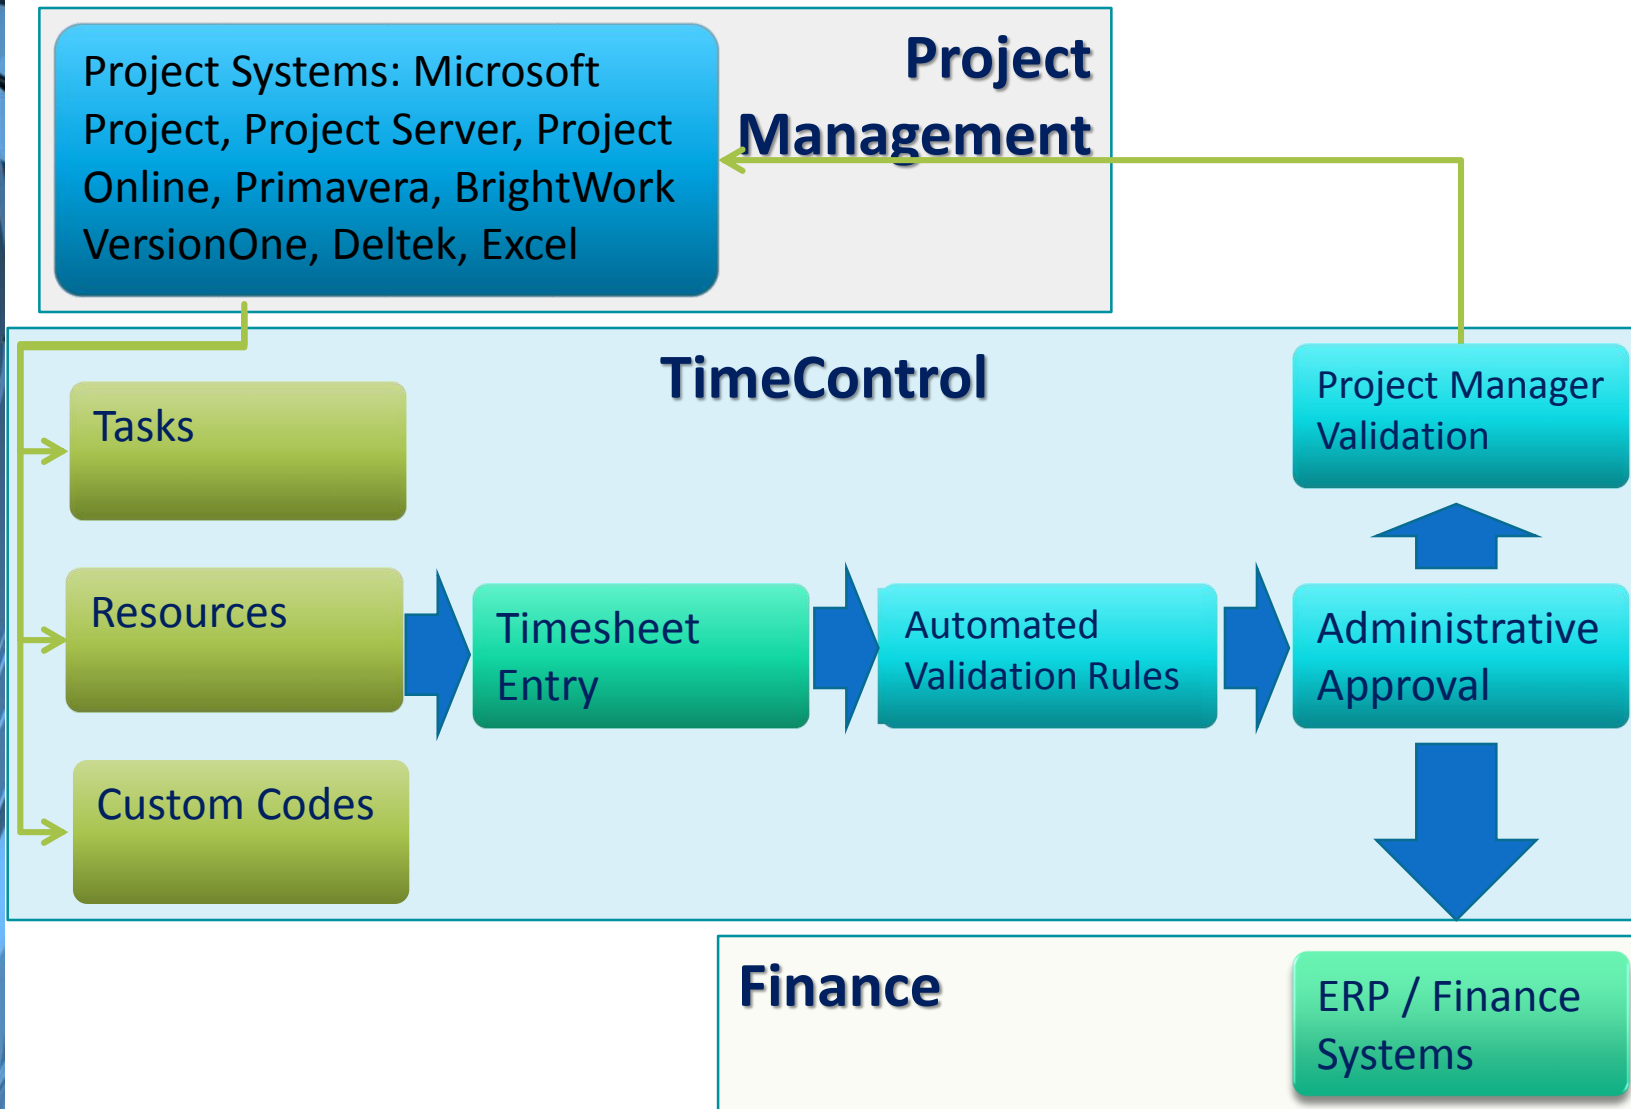 Project Systems: Microsoft
Project, Project Server, Project
Online, Primavera, BrightWork
VersionOne, Deltek, Excel
Project
Management
TimeControl
Project Manager
Validation
Tasks
Resources
Timesheet
Entry
Automated
Validation Rules
Administrative
Approval
Custom Codes
Finance
ERP / Finance
Systems